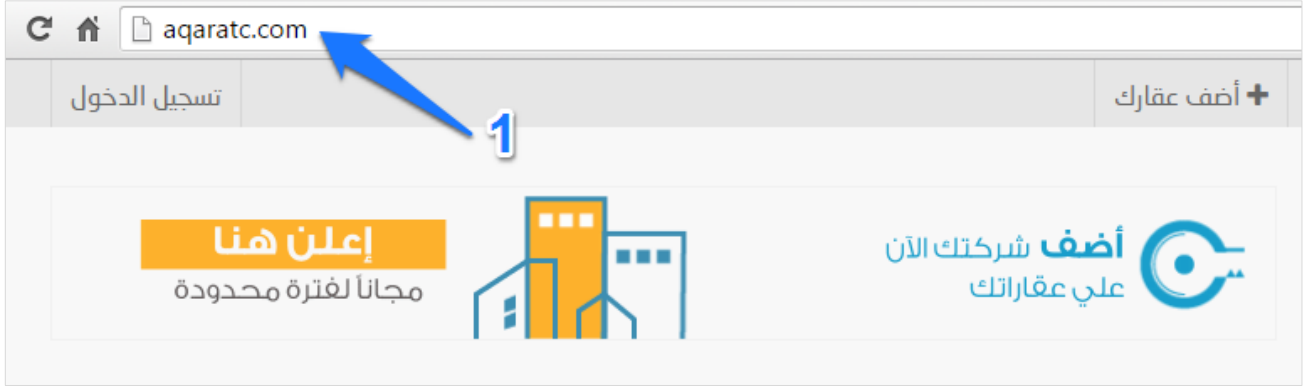 aqaratc.com
1
أضف عقارك
تسجيل الدخول
أضف شركتك الآن
علي عقاراتك
إعلن هنا
مجاناً لفترة محدودة